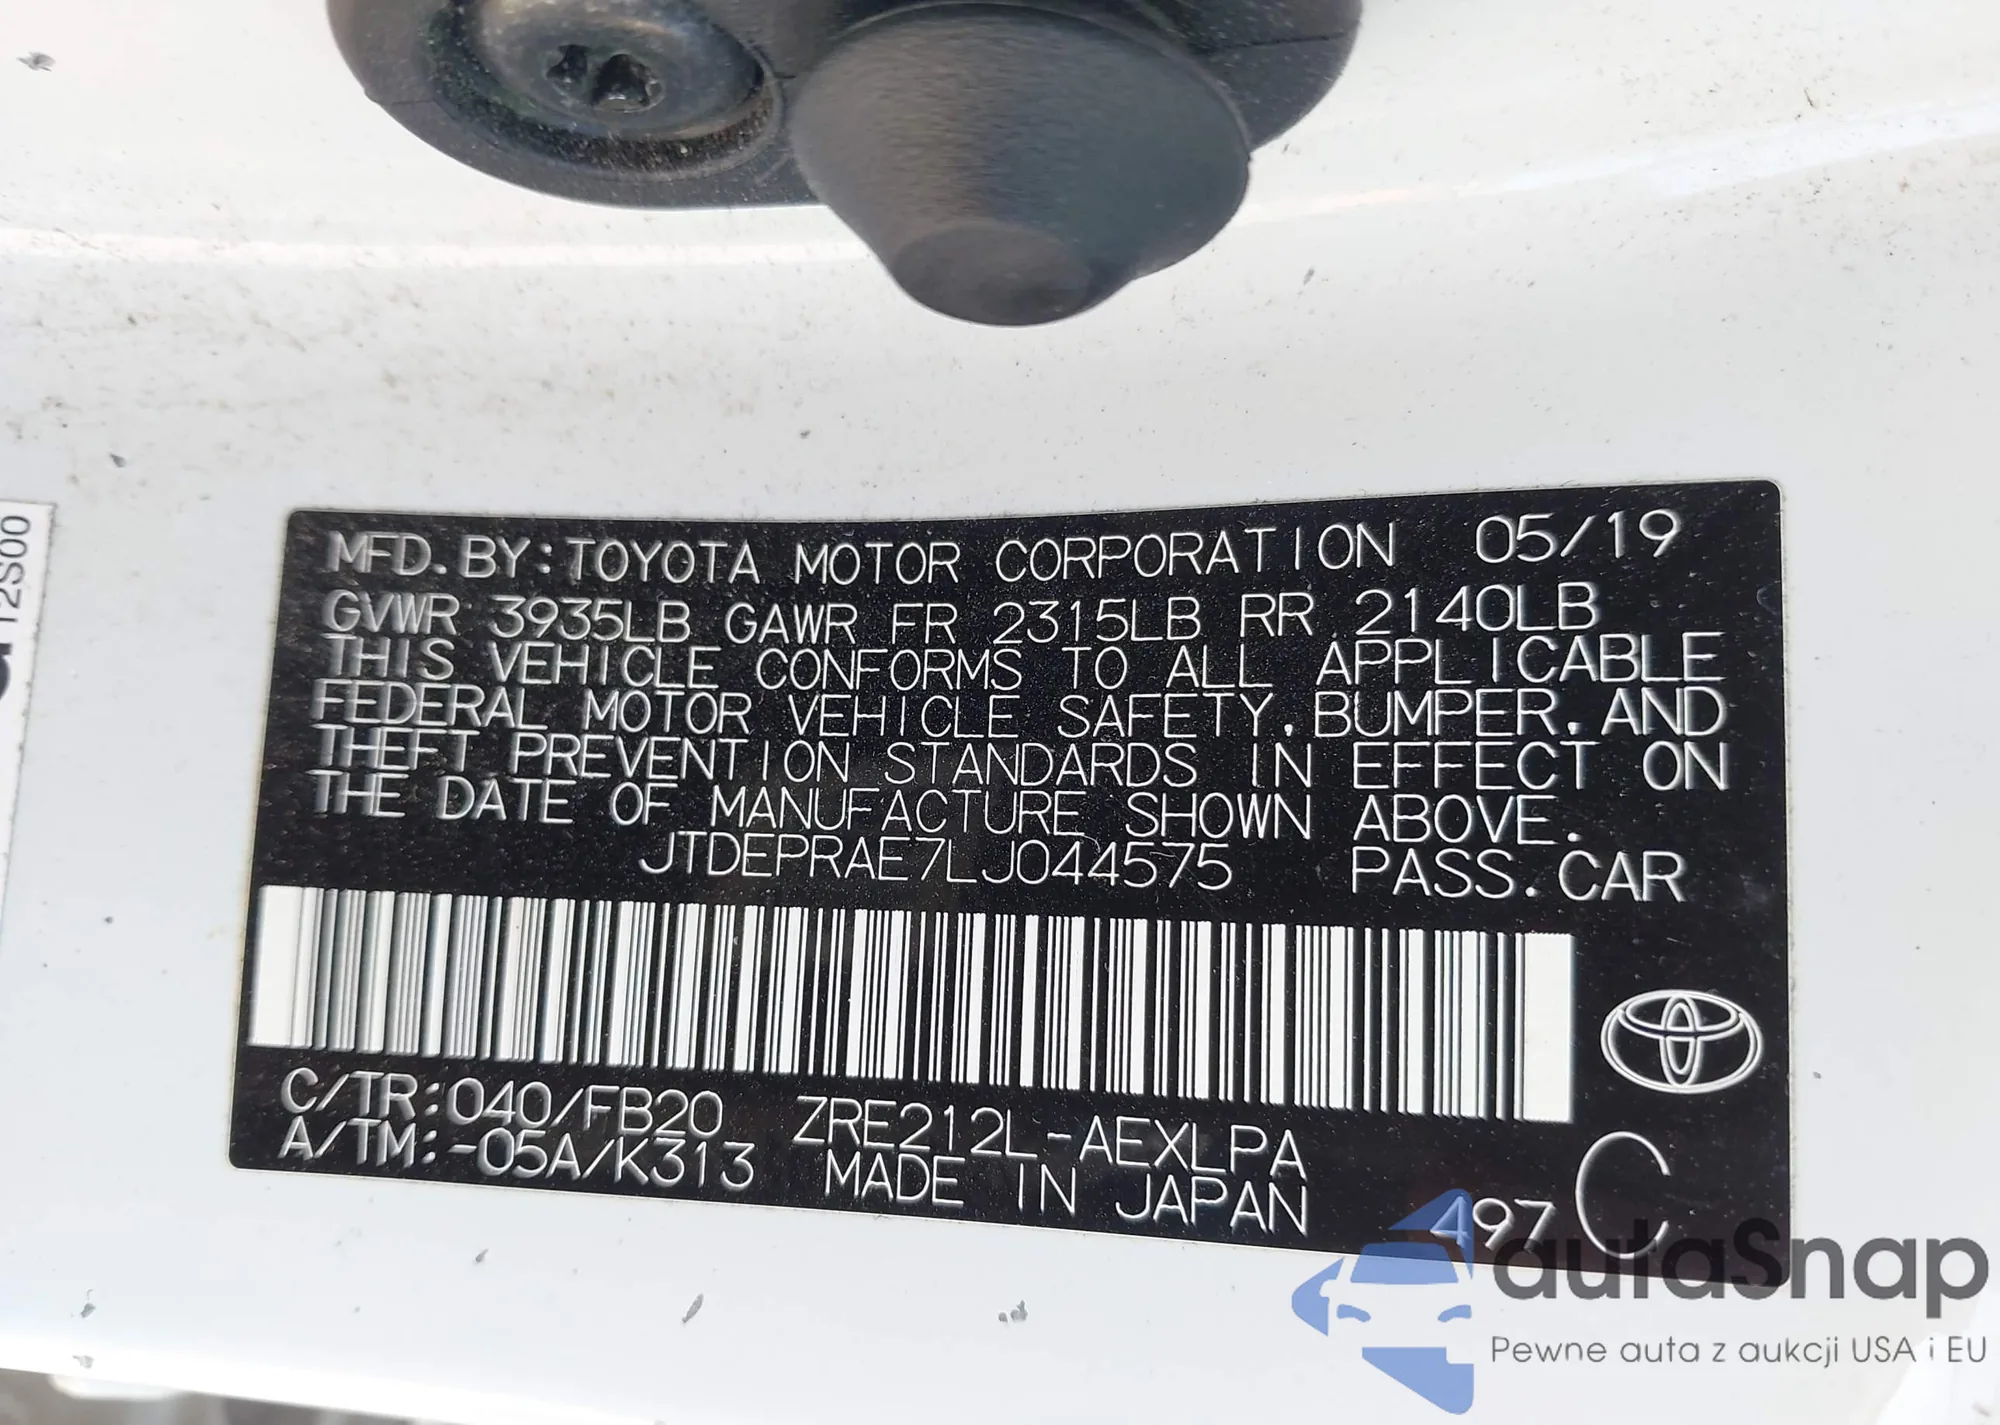 MFD. BY: TOYOTA MOTOR CORPORATION 05/19
GVWR 3935LB GAWR FR 2315LB RR 2140LB
THIS VEHICLE CONFORMS TO ALL APPLICABLE
FEDERAL MOTOR VEHICLE SAFETY, BUMPER, AND
THEFT PREVENTION STANDARDS IN EFFECT ON
THE DATE OF MANUFACTURE SHOWN ABOVE.
JTDEPRAE7LJ044575 PASS. CAR
C/TR:040/FB20 ZRE212L-AEXLPA
A/TM:-05A/K313 MADE IN JAPAN 497 C
12S00
autaSnap
Pewne auta z aukcji USA i EU